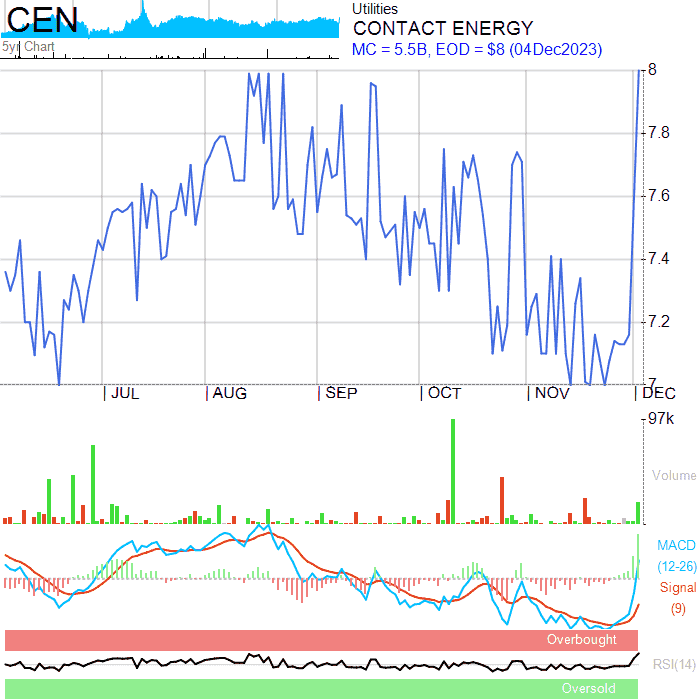 CEN
5yr Chart
Utilities
CONTACT ENERGY
MC = 5.5B, EOD = $8 (04Dec2023)
8
7.8
7.6
7.4
7.2
7
JUL AUG SEP OCT NOV DEC
97k
Volume
MACD
(12-26)
Signal
(9)
Overbought
RSI(14)
Oversold